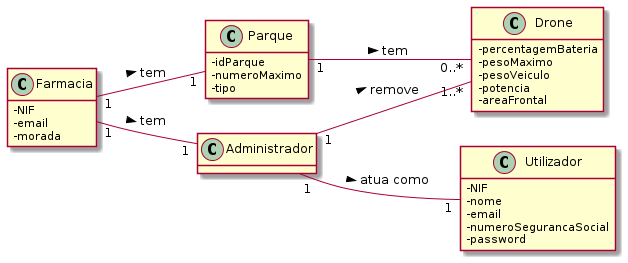 C Farmacia
-NIF
-email
-morada
tem
1
1
tem
1
1
C Parque
-idParque
-numeroMaximo
-tipo
C Administrador
tem
1
0..*
remove
1
1..*
atua como
1
1
C Drone
-percentagemBateria
-pesoMaximo
-pesoVeiculo
-potencia
-areaFrontal
C Utilizador
-NIF
-nome
-email
-numeroSegurancaSocial
-password